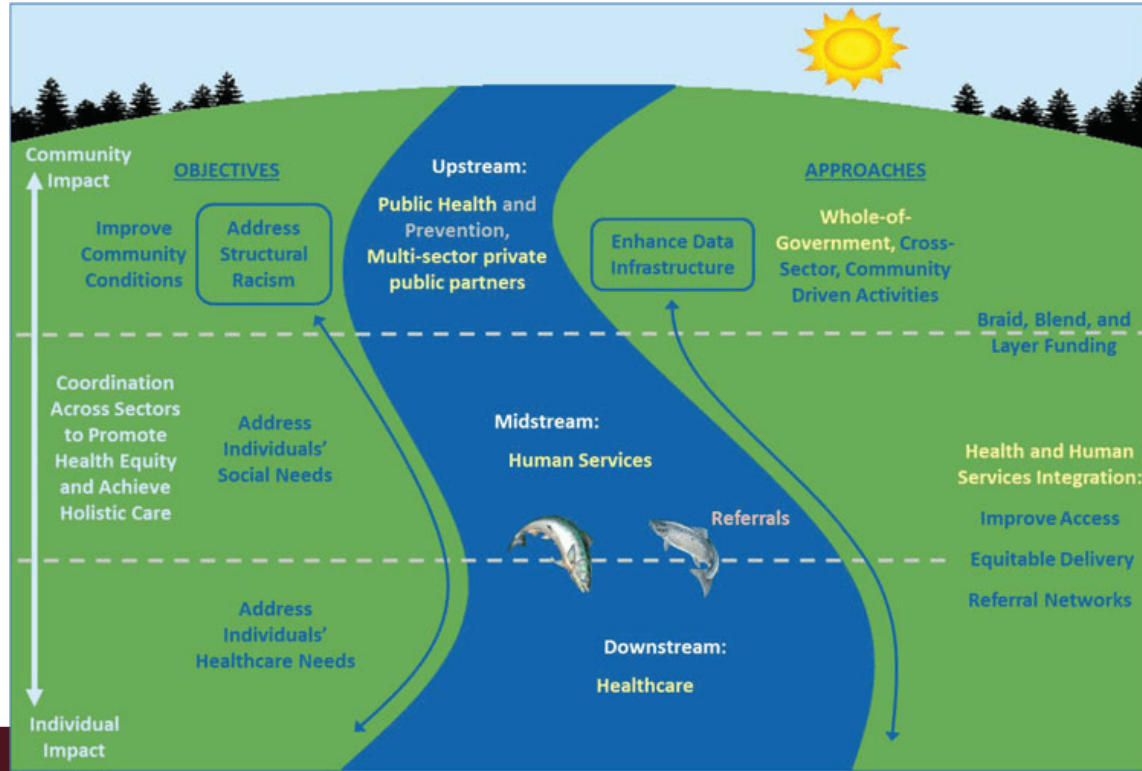 Community
Impact
OBJECTIVES
Improve
Community
Conditions
Address
Structural
Racism
Coordination
Across Sectors
to Promote
Health Equity
and Achieve
Holistic Care
Address
Individuals’
Social Needs
Address
Individuals’
Healthcare Needs
Individual
Impact
Upstream:
Public Health and
Prevention,
Multi-sector private
public partners
Midstream:
Human Services
Referrals
Downstream:
Healthcare
APPROACHES
Enhance Data
Infrastructure
Whole-of-
Government, Cross-
Sector, Community
Driven Activities
Braid, Blend, and
Layer Funding
Health and Human
Services Integration:
Improve Access
Equitable Delivery
Referral Networks